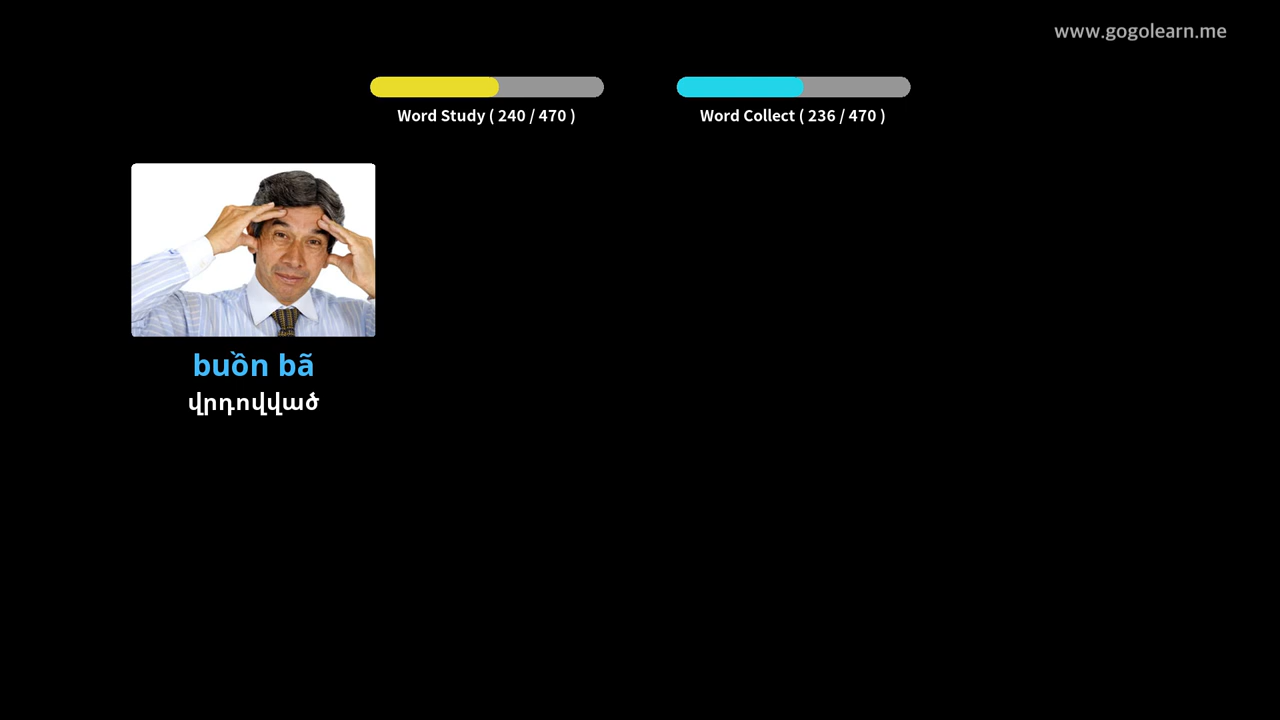 www.gogolearn.me
Word Study ( 240 / 470 )
Word Collect ( 236 / 470 )
buồn bã
վրդովված